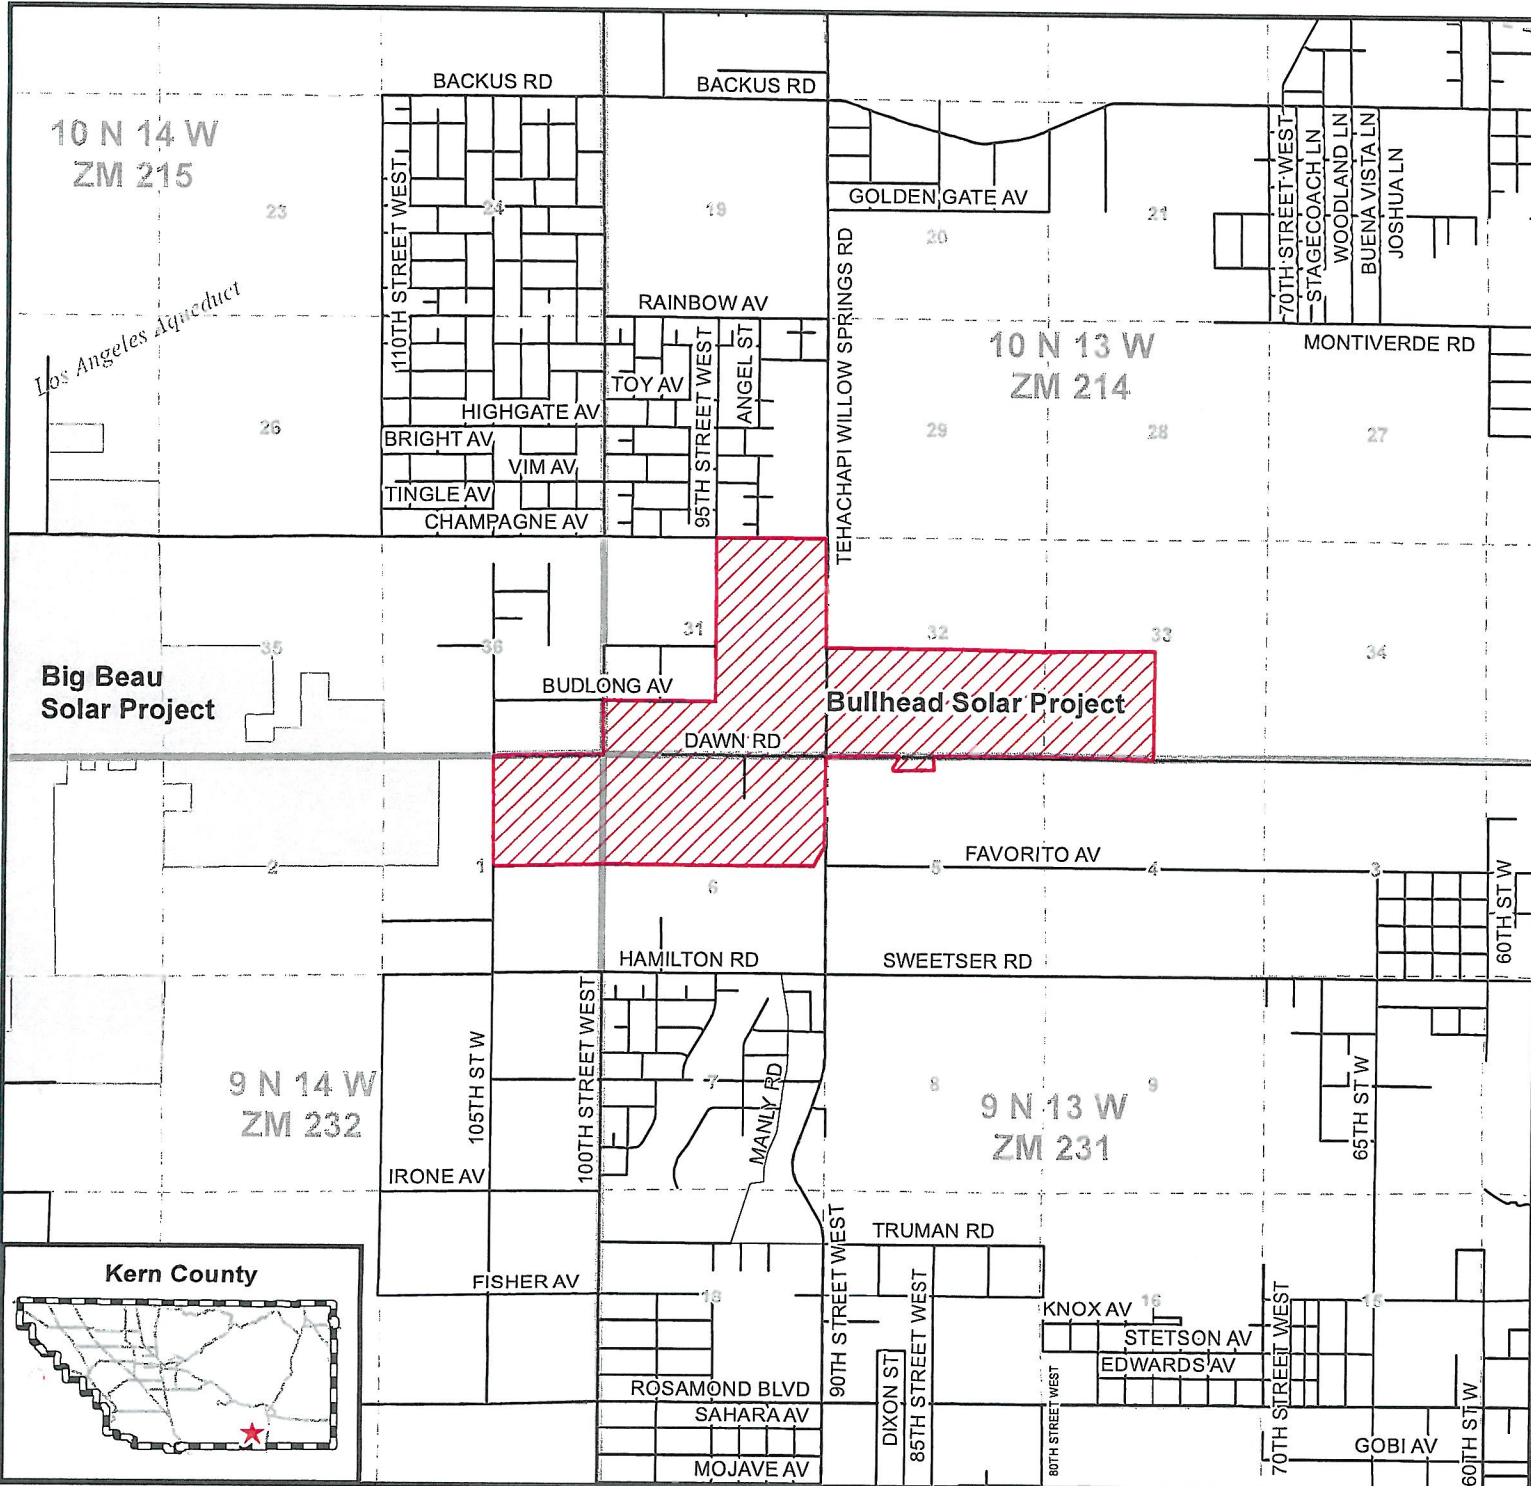 BACKUS RD
BACKUS RD
10 N 14 W
ZM 215
23
24
19
110TH STREET WEST
GOLDEN GATE AV
20
21
70TH STREET WEST
STAGECOACH LN
WOODLAND LN
BUENA VISTA LN
JOSHUA LN
TEHACHAPI WILLOW SPRINGS RD
Los Angeles Aqueduct
RAINBOW AV
10 N 13 W
ZM 214
MONTIVERDE RD
TOY AV
95TH STREET WEST
ANGEL ST
26
HIGHGATE AV
BRIGHT AV
VIM AV
TINGLE AV
CHAMPAGNE AV
29
28
27
35
36
31
32
33
34
Big Beau
Solar Project
BUDLONG AV
Bullhead Solar Project
DAWN RD
2
1
6
FAVORITO AV
5
4
3
60TH ST W
HAMILTON RD
SWEETSER RD
9 N 14 W
ZM 232
105TH ST W
100TH STREET WEST
7
MANLY RD
8
9
9 N 13 W
ZM 231
65TH ST W
IRONE AV
90TH STREET WEST
TRUMAN RD
Kern County
FISHER AV
18
85TH STREET WEST
DIXON ST
KNOX AV
16
15
STETSON AV
EDWARDS AV
80TH STREET WEST
70TH STREET WEST
60TH ST W
ROSAMOND BLVD
SAHARA AV
MOJAVE AV
GOBI AV